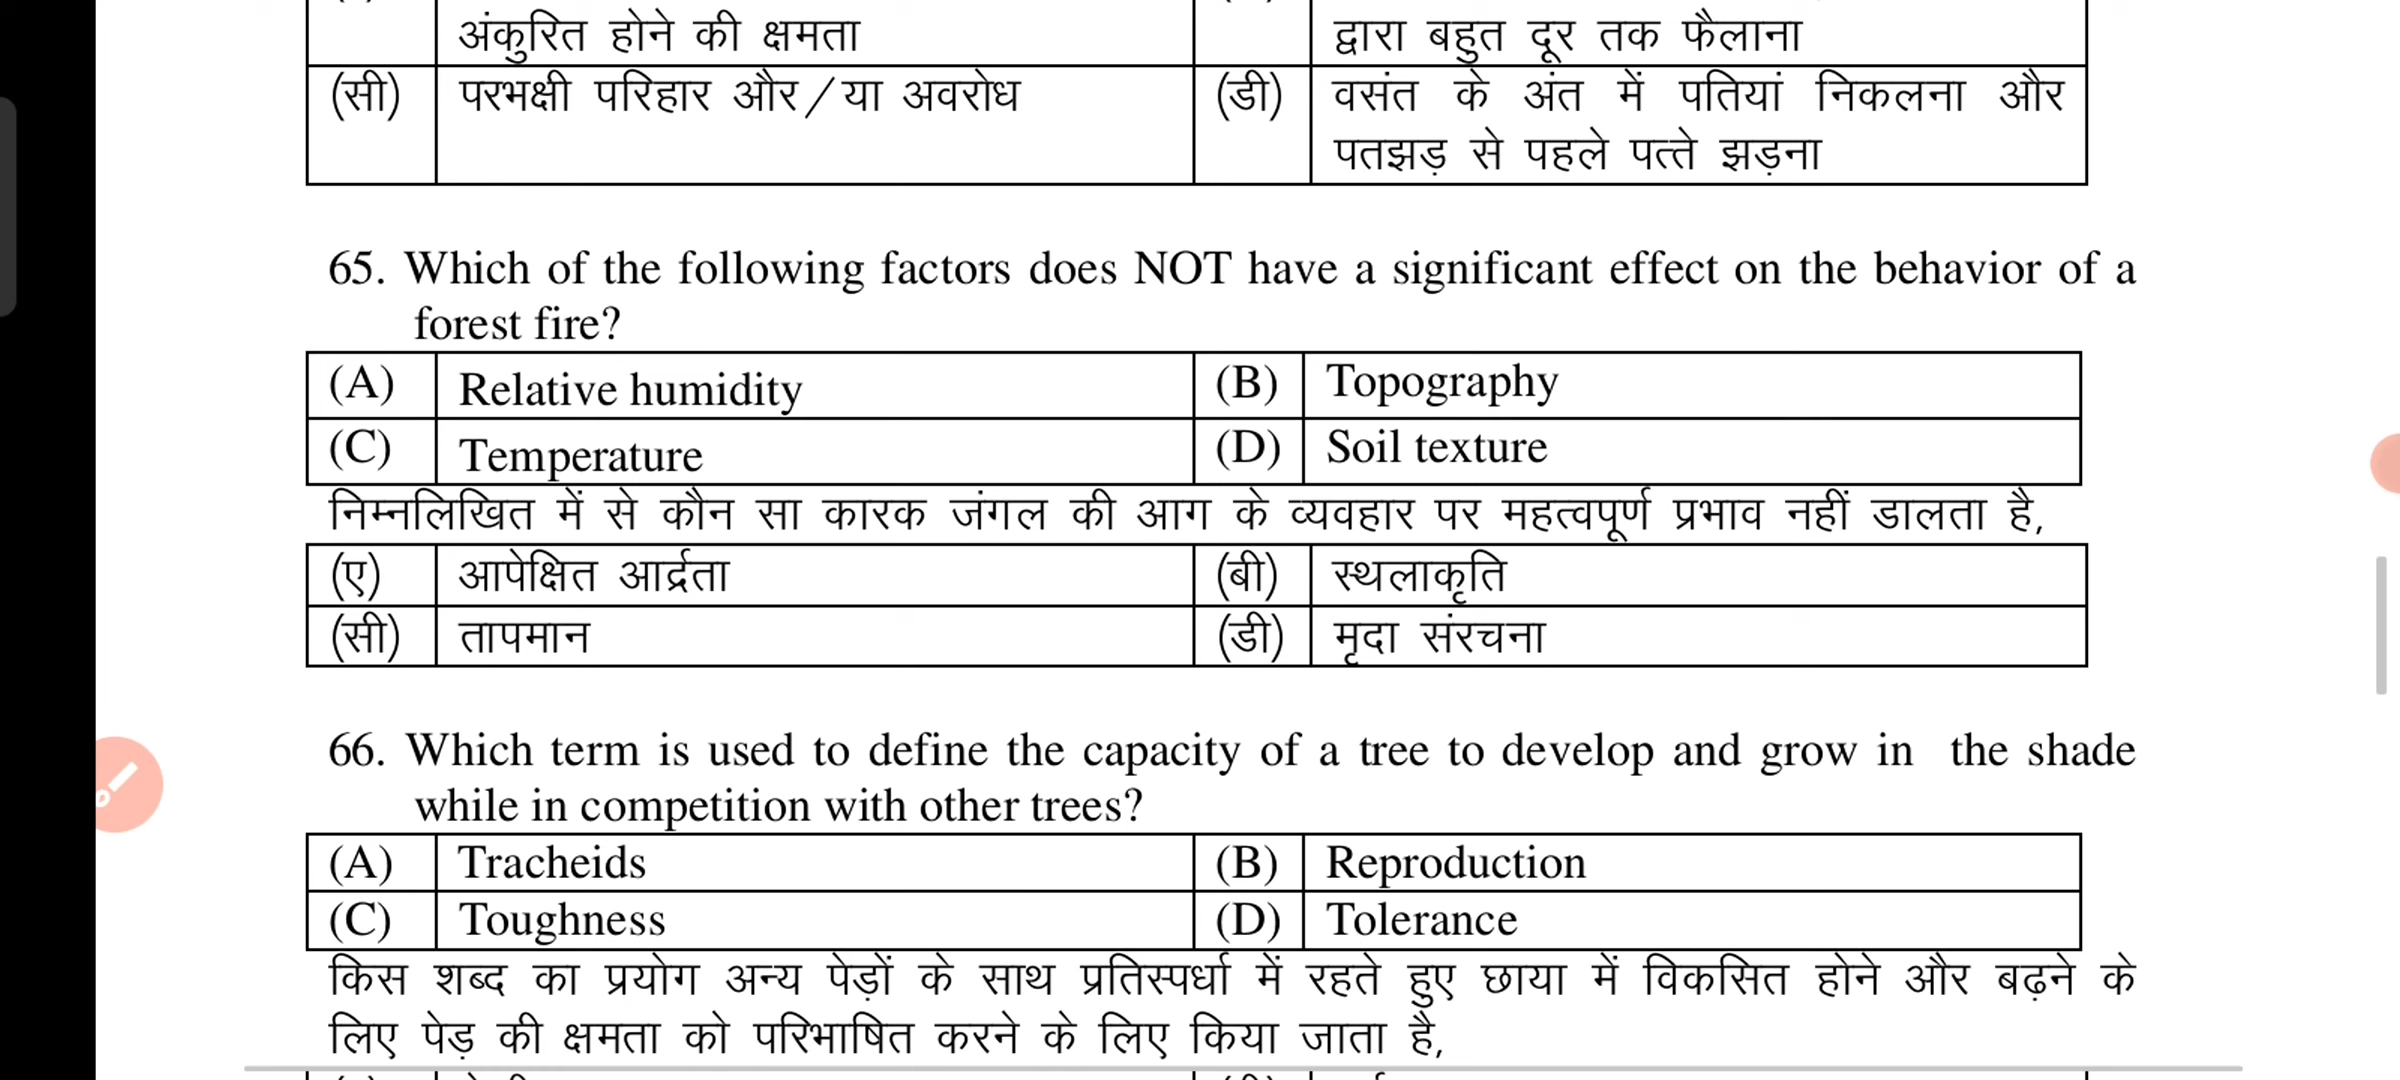 अंकुरित होने की क्षमता
द्वारा बहुत दूर तक फैलाना
(सी) परभक्षी परिहार और/या अवरोध (डी) वसंत के अंत में पतियां निकलना और
पतझड़ से पहले पत्ते झड़ना
65. Which of the following factors does NOT have a significant effect on the behavior of a
forest fire?
(A) Relative humidity (B) Topography
(C) Temperature (D) Soil texture
निम्नलिखित में से कौन सा कारक जंगल की आग के व्यवहार पर महत्वपूर्ण प्रभाव नहीं डालता है,
(ए) आपेक्षित आर्द्रता (बी) स्थलाकृति
(सी) तापमान (डी) मृदा संरचना
66. Which term is used to define the capacity of a tree to develop and grow in the shade
while in competition with other trees?
(A) Tracheids (B) Reproduction
(C) Toughness (D) Tolerance
किस शब्द का प्रयोग अन्य पेड़ों के साथ प्रतिस्पर्धा में रहते हुए छाया में विकसित होने और बढ़ने के
लिए पेड़ की क्षमता को परिभाषित करने के लिए किया जाता है,